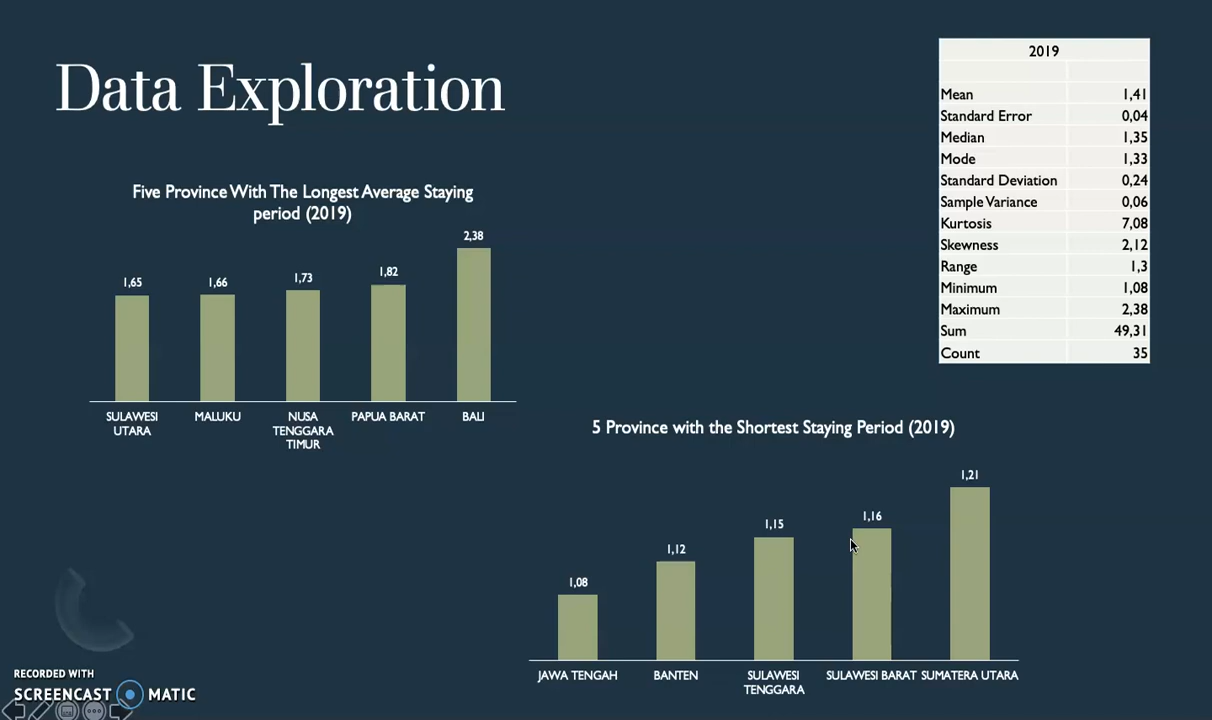 Data Exploration
2019
Mean 1,41
Standard Error 0,04
Median 1,35
Mode 1,33
Standard Deviation 0,24
Sample Variance 0,06
Kurtosis 7,08
Skewness 2,12
Range 1,3
Minimum 1,08
Maximum 2,38
Sum 49,31
Count 35
Five Province With The Longest Average Staying
period (2019)
1,65 1,66 1,73 1,82 2,38
SULAWESI MALUKU NUSA PAPUA BARAT BALI
UTARA TENGGARA
TIMUR
5 Province with the Shortest Staying Period (2019)
1,08 1,12 1,15 1,16 1,21
JAWA TENGAH BANTEN SULAWESI SULAWESI BARAT SUMATERA UTARA
TENGGARA
RECORDED WITH
SCREENCAST MATIC